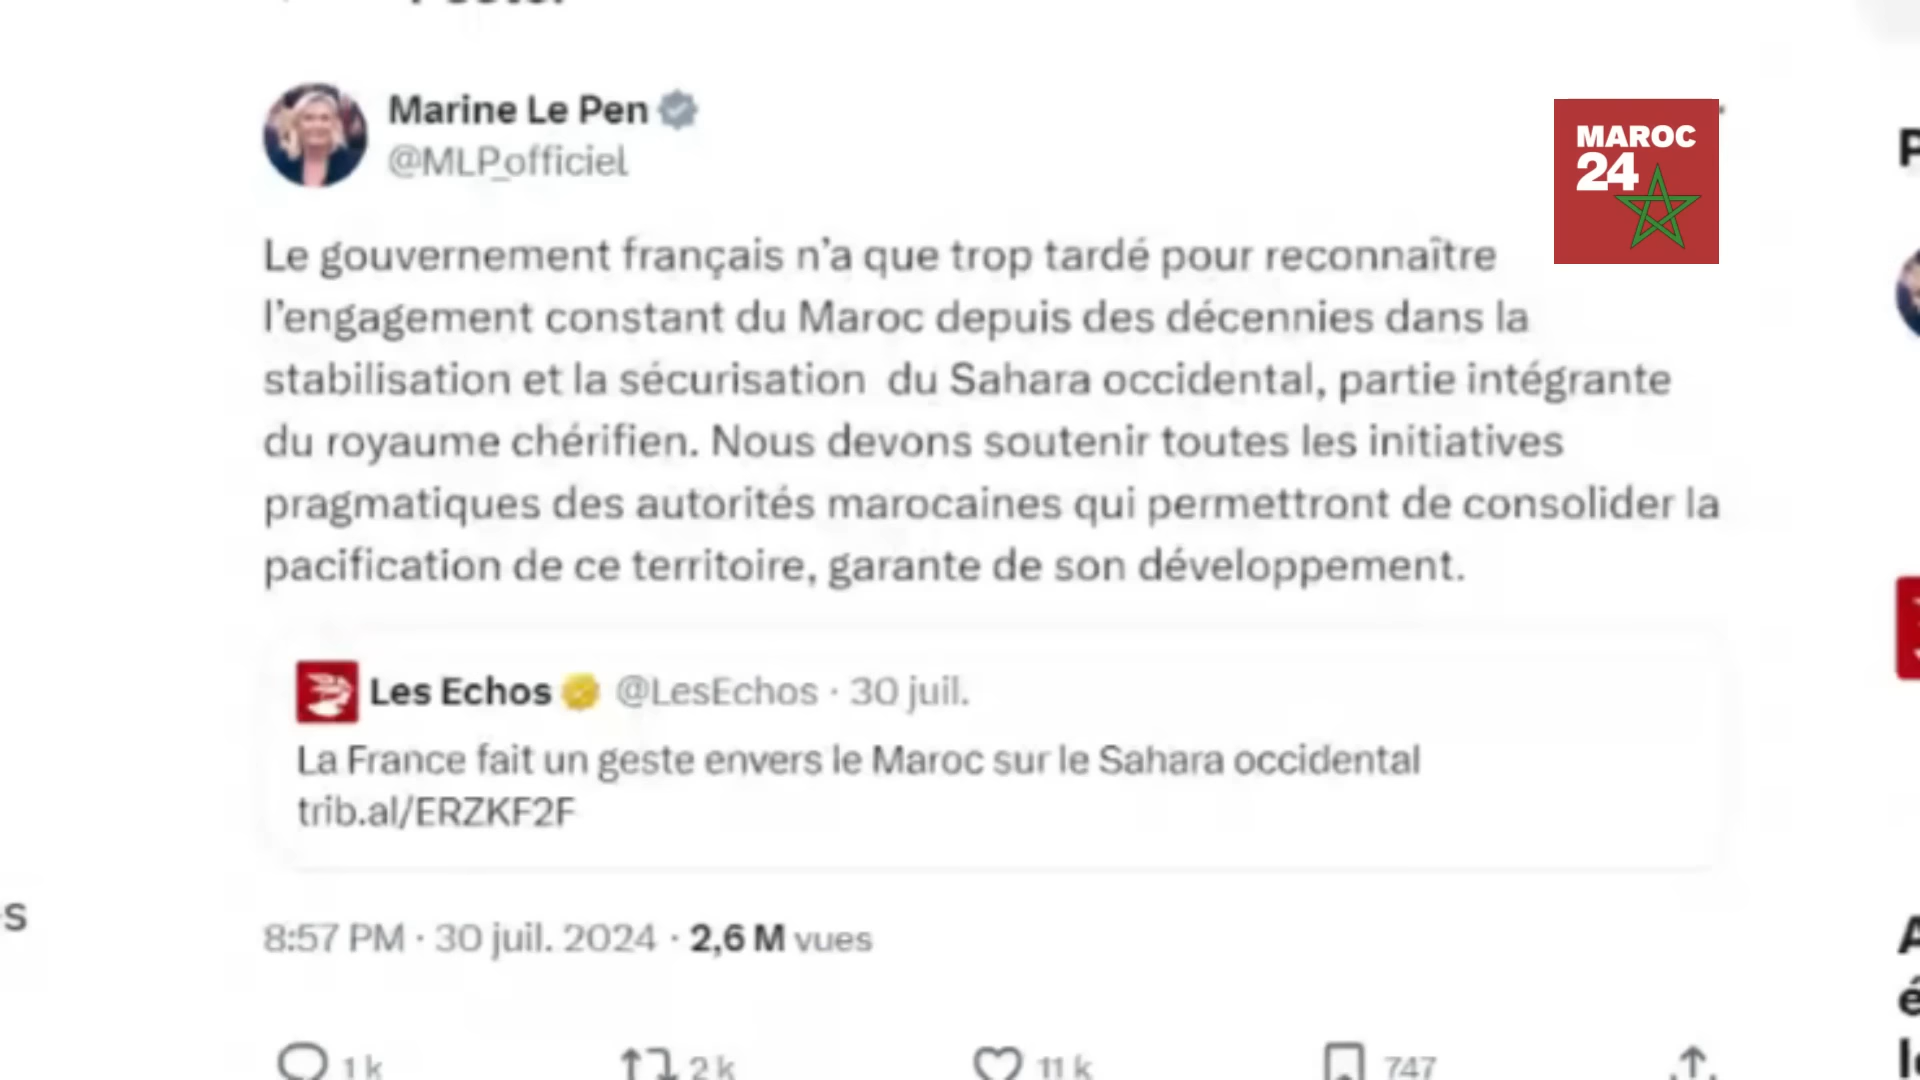 Marine Le Pen
@MLP_officiel
MAROC
24
Le gouvernement français n’a que trop tardé pour reconnaître
l’engagement constant du Maroc depuis des décennies dans la
stabilisation et la sécurisation du Sahara occidental, partie intégrante
du royaume chérifien. Nous devons soutenir toutes les initiatives
pragmatiques des autorités marocaines qui permettront de consolider la
pacification de ce territoire, garante de son développement.
Les Echos @LesEchos · 30 juil.
La France fait un geste envers le Maroc sur le Sahara occidental
trib.al/ERZKF2F
8:57 PM · 30 juil. 2024 · 2,6 M vues
1 k 2 k 11 k 747